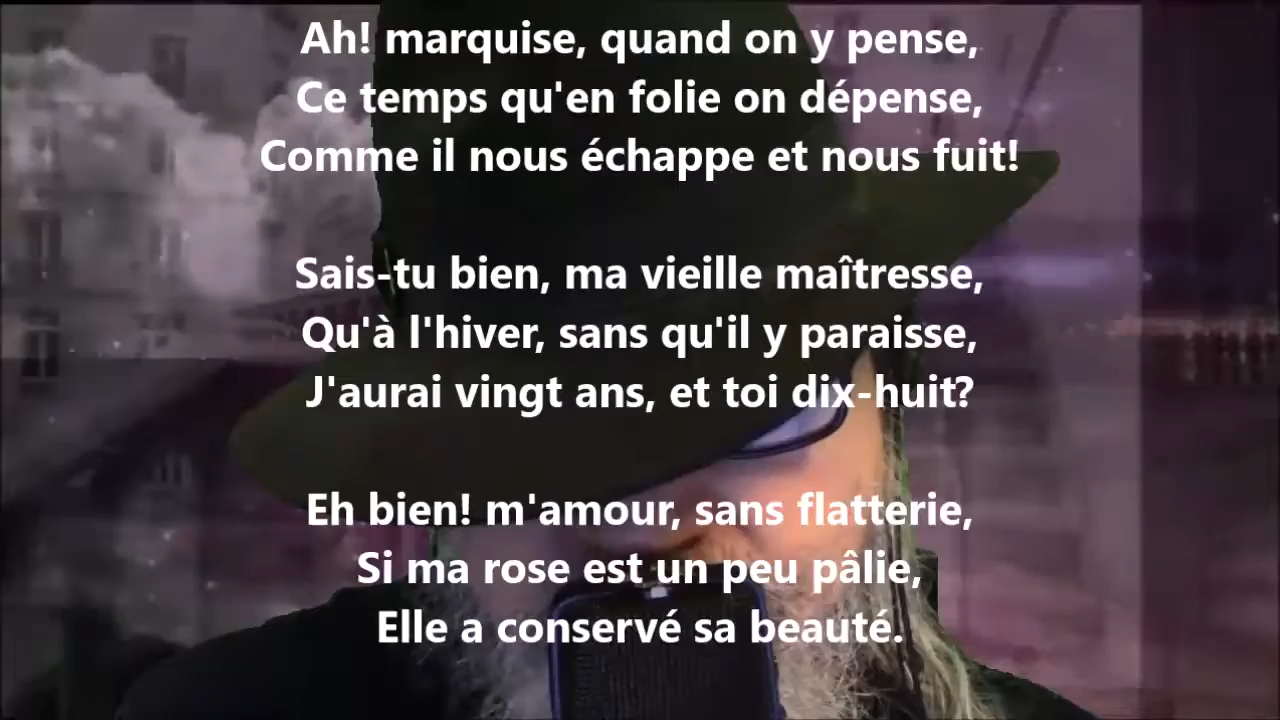 Ah! marquise, quand on y pense,
Ce temps qu'en folie on dépense,
Comme il nous échappe et nous fuit!
Sais-tu bien, ma vieille maîtresse,
Qu'à l'hiver, sans qu'il y paraisse,
J'aurai vingt ans, et toi dix-huit?
Eh bien! m'amour, sans flatterie,
Si ma rose est un peu pâlie,
Elle a conservé sa beauté.